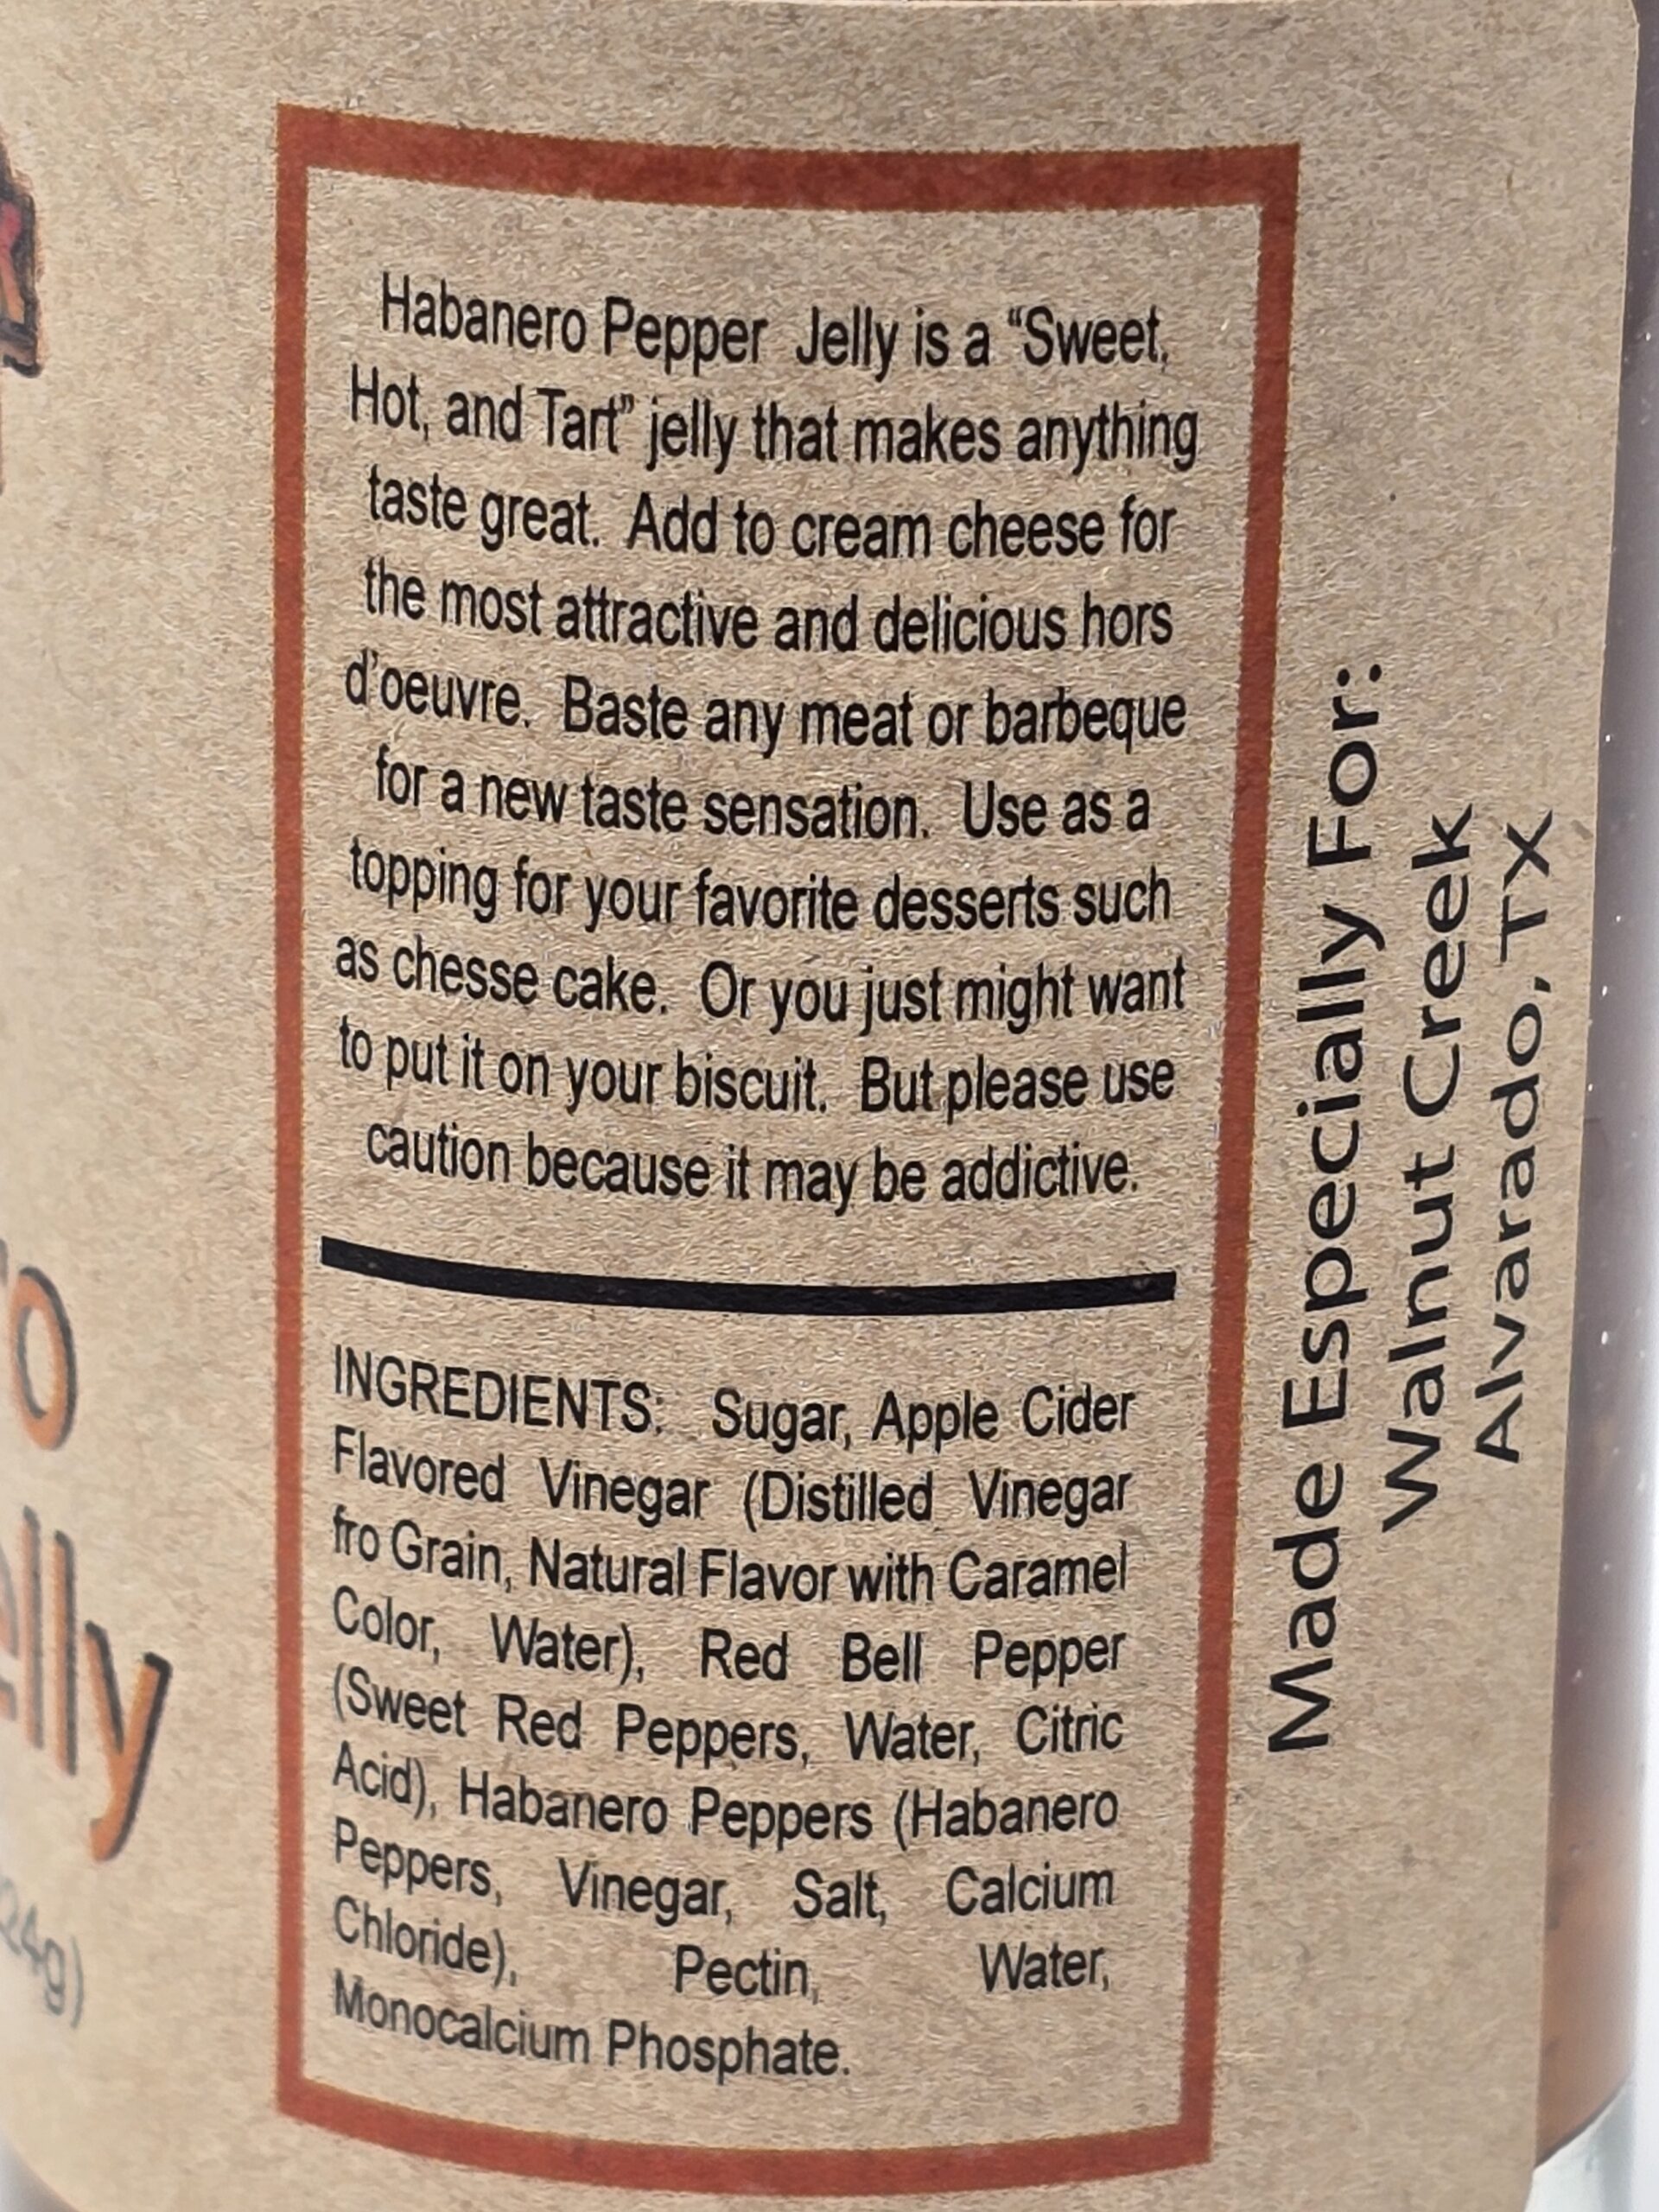 Habanero Pepper Jelly is a “Sweet,
Hot, and Tart” jelly that makes anything
taste great. Add to cream cheese for
the most attractive and delicious hors
d'oeuvre. Baste any meat or barbeque
for a new taste sensation. Use as a
topping for your favorite desserts such
as chesse cake. Or you just might want
to put it on your biscuit. But please use
caution because it may be addictive.
INGREDIENTS: Sugar, Apple Cider
Flavored Vinegar (Distilled Vinegar
fro Grain, Natural Flavor with Caramel
Color, Water), Red Bell Pepper
(Sweet Red Peppers, Water, Citric
Acid), Habanero Peppers (Habanero
Peppers, Vinegar, Salt, Calcium
Chloride), Pectin, Water,
Monocalcium Phosphate.
Made Especially For:
Walnut Creek
Alvarado, TX